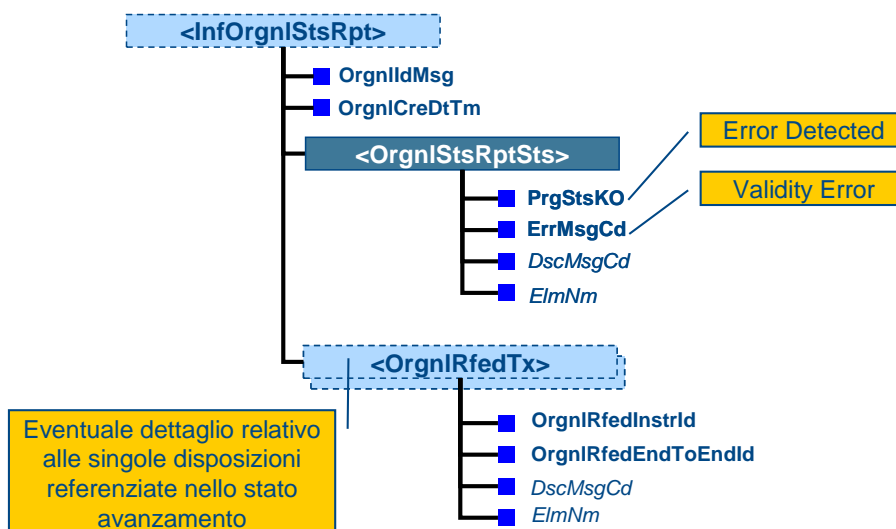 <InfOrgnlStsRpt>
OrgnlIdMsg
OrgnlCreDtTm
<OrgnlStsRptSts>
PrgStsKO
ErrMsgCd
DscMsgCd
ElmNm
Error Detected
Validity Error
<OrgnlRfedTx>
OrgnlRfedInstrId
OrgnlRfedEndToEndId
DscMsgCd
ElmNm
Eventuale dettaglio relativo
alle singole disposizioni
referenziate nello stato
avanzamento